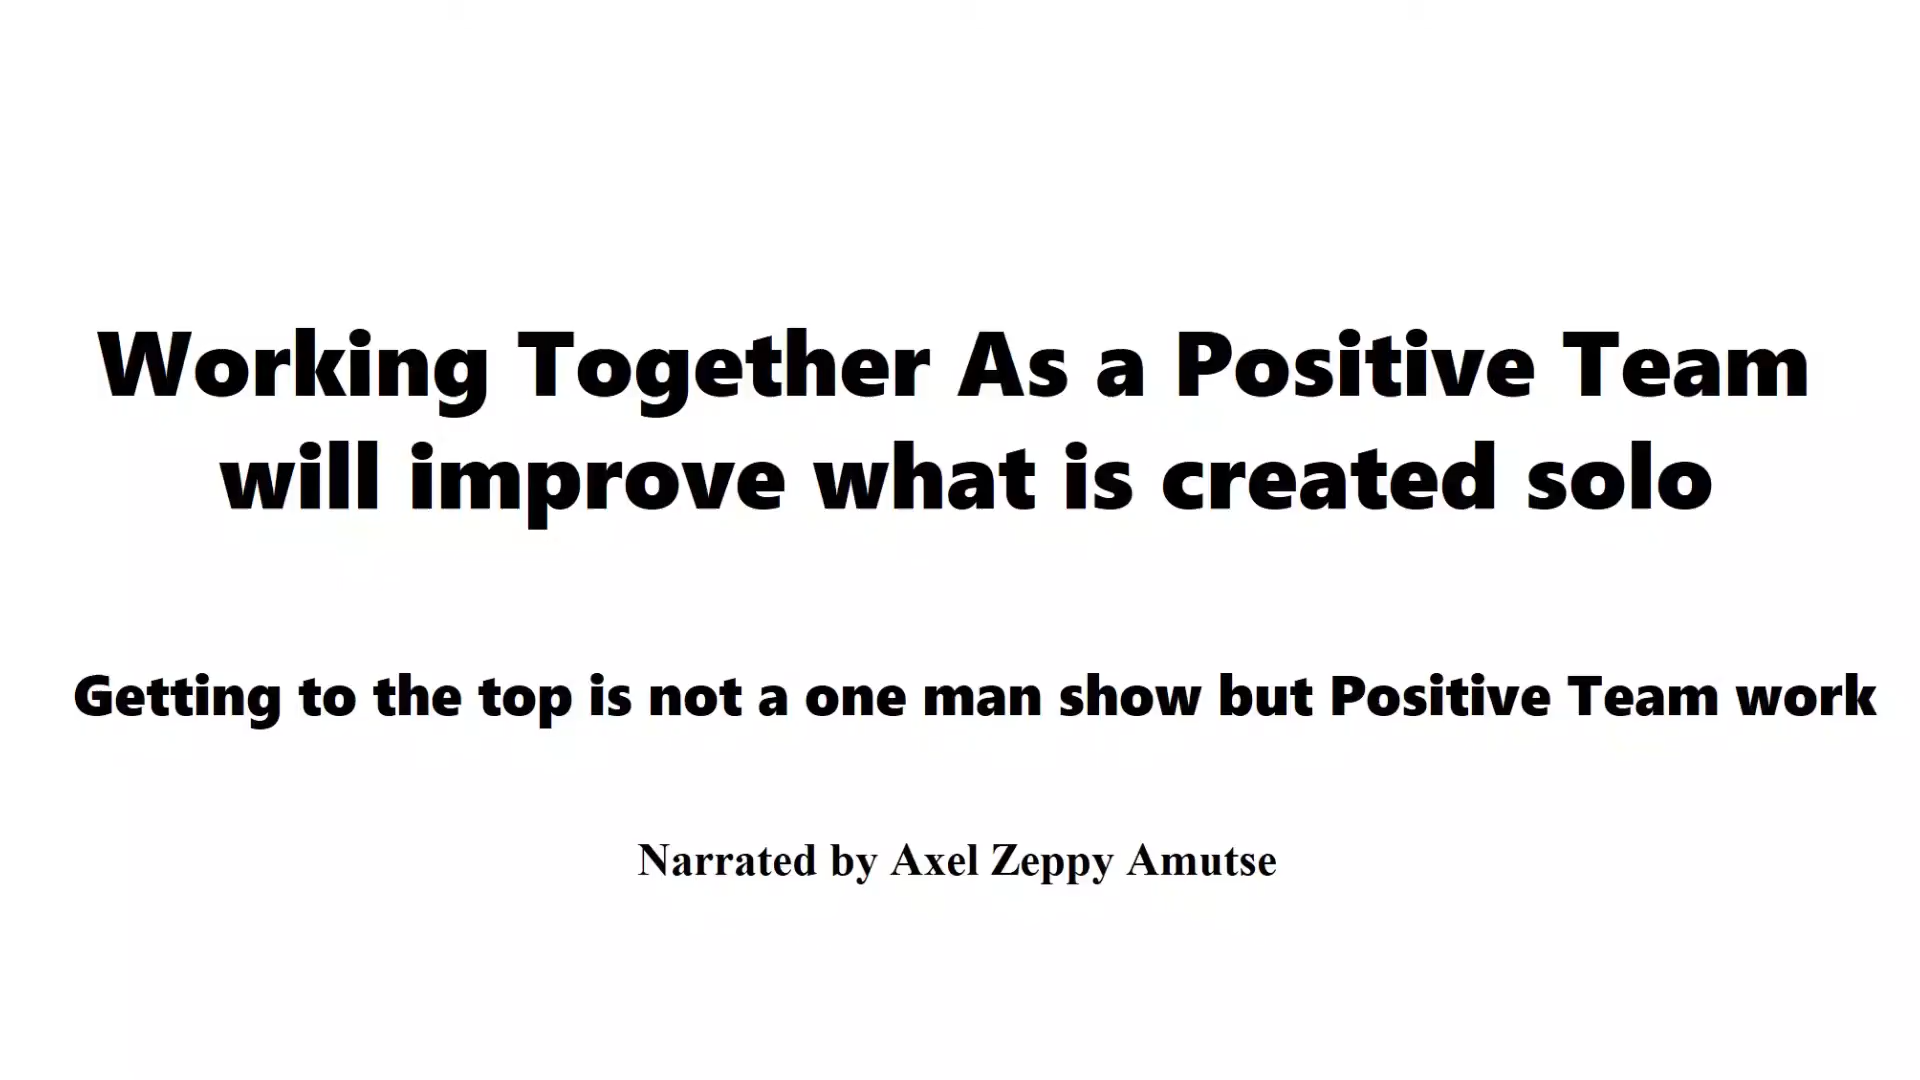 Working Together As a Positive Team
will improve what is created solo
Getting to the top is not a one man show but Positive Team work
Narrated by Axel Zeppy Amutse